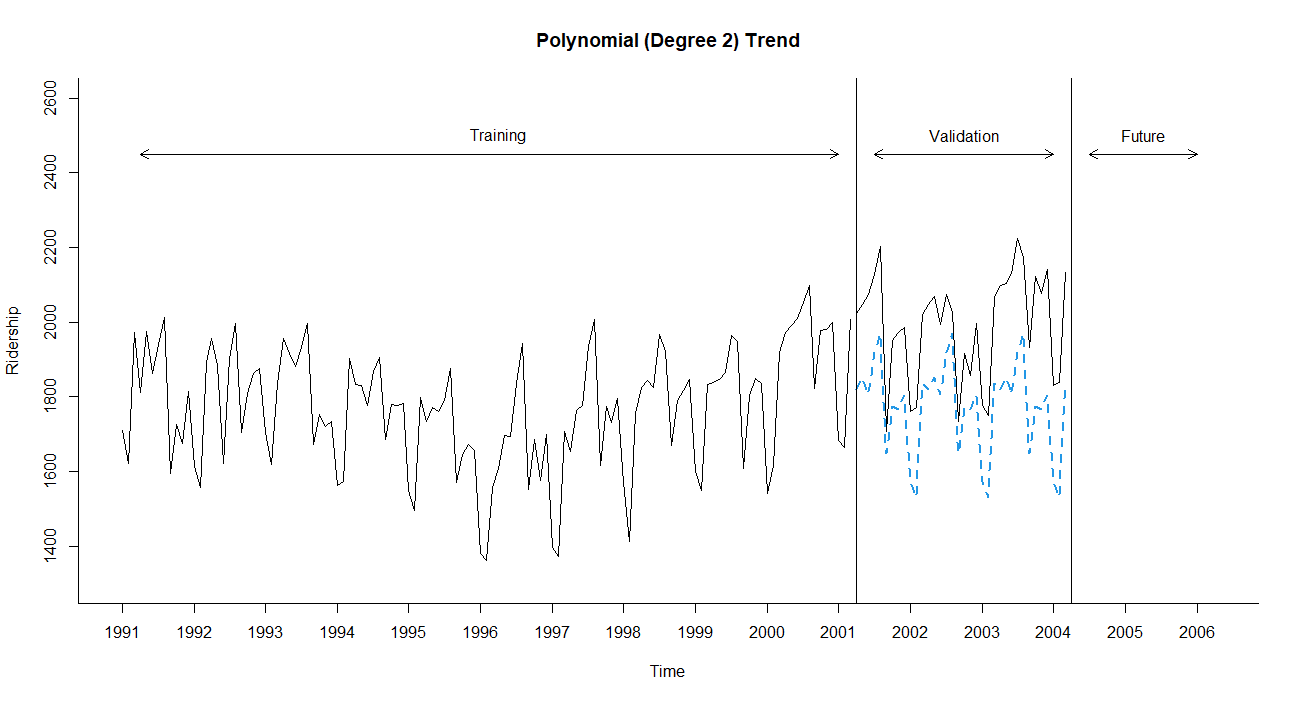 Polynomial (Degree 2) Trend
2600
2400
2200
2000
1800
1600
1400
Ridership
Training
Validation
Future
1991 1992 1993 1994 1995 1996 1997 1998 1999 2000 2001 2002 2003 2004 2005 2006
Time